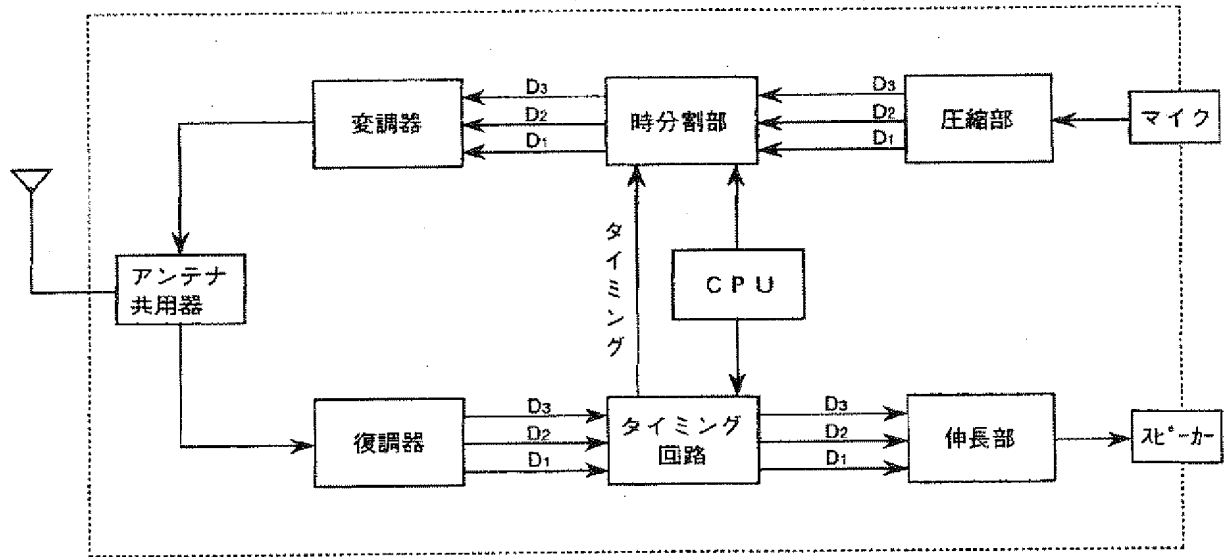 変調器
D3
D2
D1
時分割部
D3
D2
D1
圧縮部
マイク
アンテナ
共用器
タイミング
CPU
復調器
D3
D2
D1
タイミング
回路
D3
D2
D1
伸長部
スピーカー